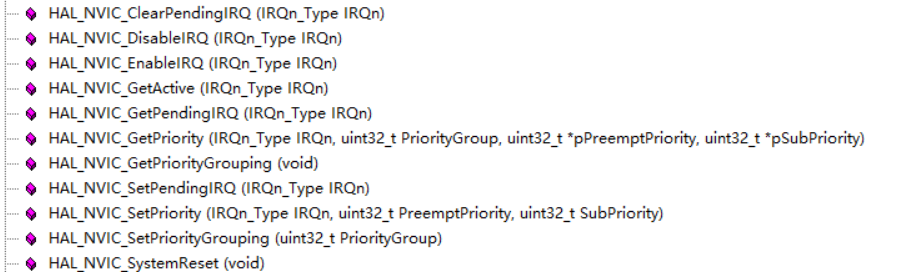 HAL_NVIC_ClearPendingIRQ (IRQn_Type IRQn)
HAL_NVIC_DisableIRQ (IRQn_Type IRQn)
HAL_NVIC_EnableIRQ (IRQn_Type IRQn)
HAL_NVIC_GetActive (IRQn_Type IRQn)
HAL_NVIC_GetPendingIRQ (IRQn_Type IRQn)
HAL_NVIC_GetPriority (IRQn_Type IRQn, uint32_t PriorityGroup, uint32_t *pPreemptPriority, uint32_t *pSubPriority)
HAL_NVIC_GetPriorityGrouping (void)
HAL_NVIC_SetPendingIRQ (IRQn_Type IRQn)
HAL_NVIC_SetPriority (IRQn_Type IRQn, uint32_t PreemptPriority, uint32_t SubPriority)
HAL_NVIC_SetPriorityGrouping (uint32_t PriorityGroup)
HAL_NVIC_SystemReset (void)